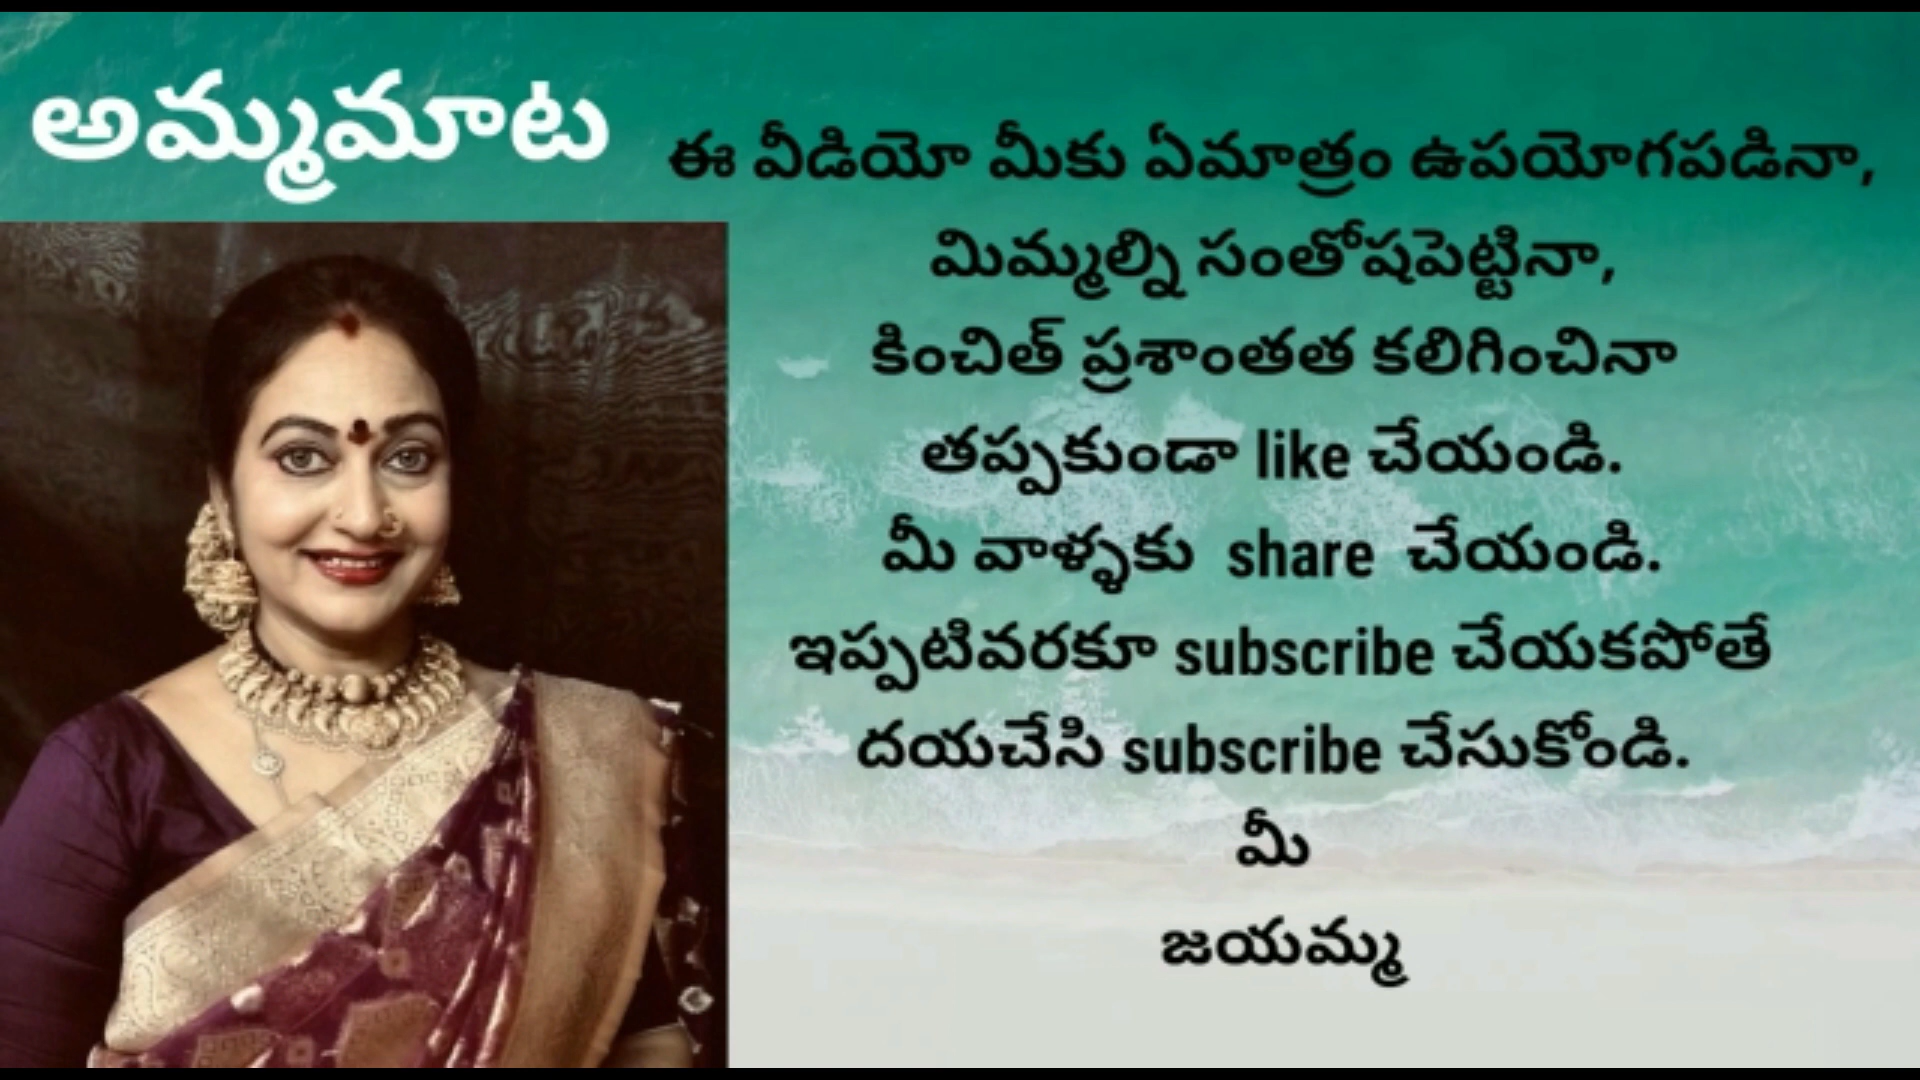 అమ్మమాట
ఈ వీడియో మీకు ఏమాత్రం ఉపయోగపడినా,
మిమ్మల్ని సంతోషపెట్టినా,
కించిత్ ప్రశాంతత కలిగించినా
తప్పకుండా like చేయండి.
మీ వాళ్ళకు share చేయండి.
ఇప్పటివరకూ subscribe చేయకపోతే
దయచేసి subscribe చేసుకోండి.
మీ
జయమ్మ